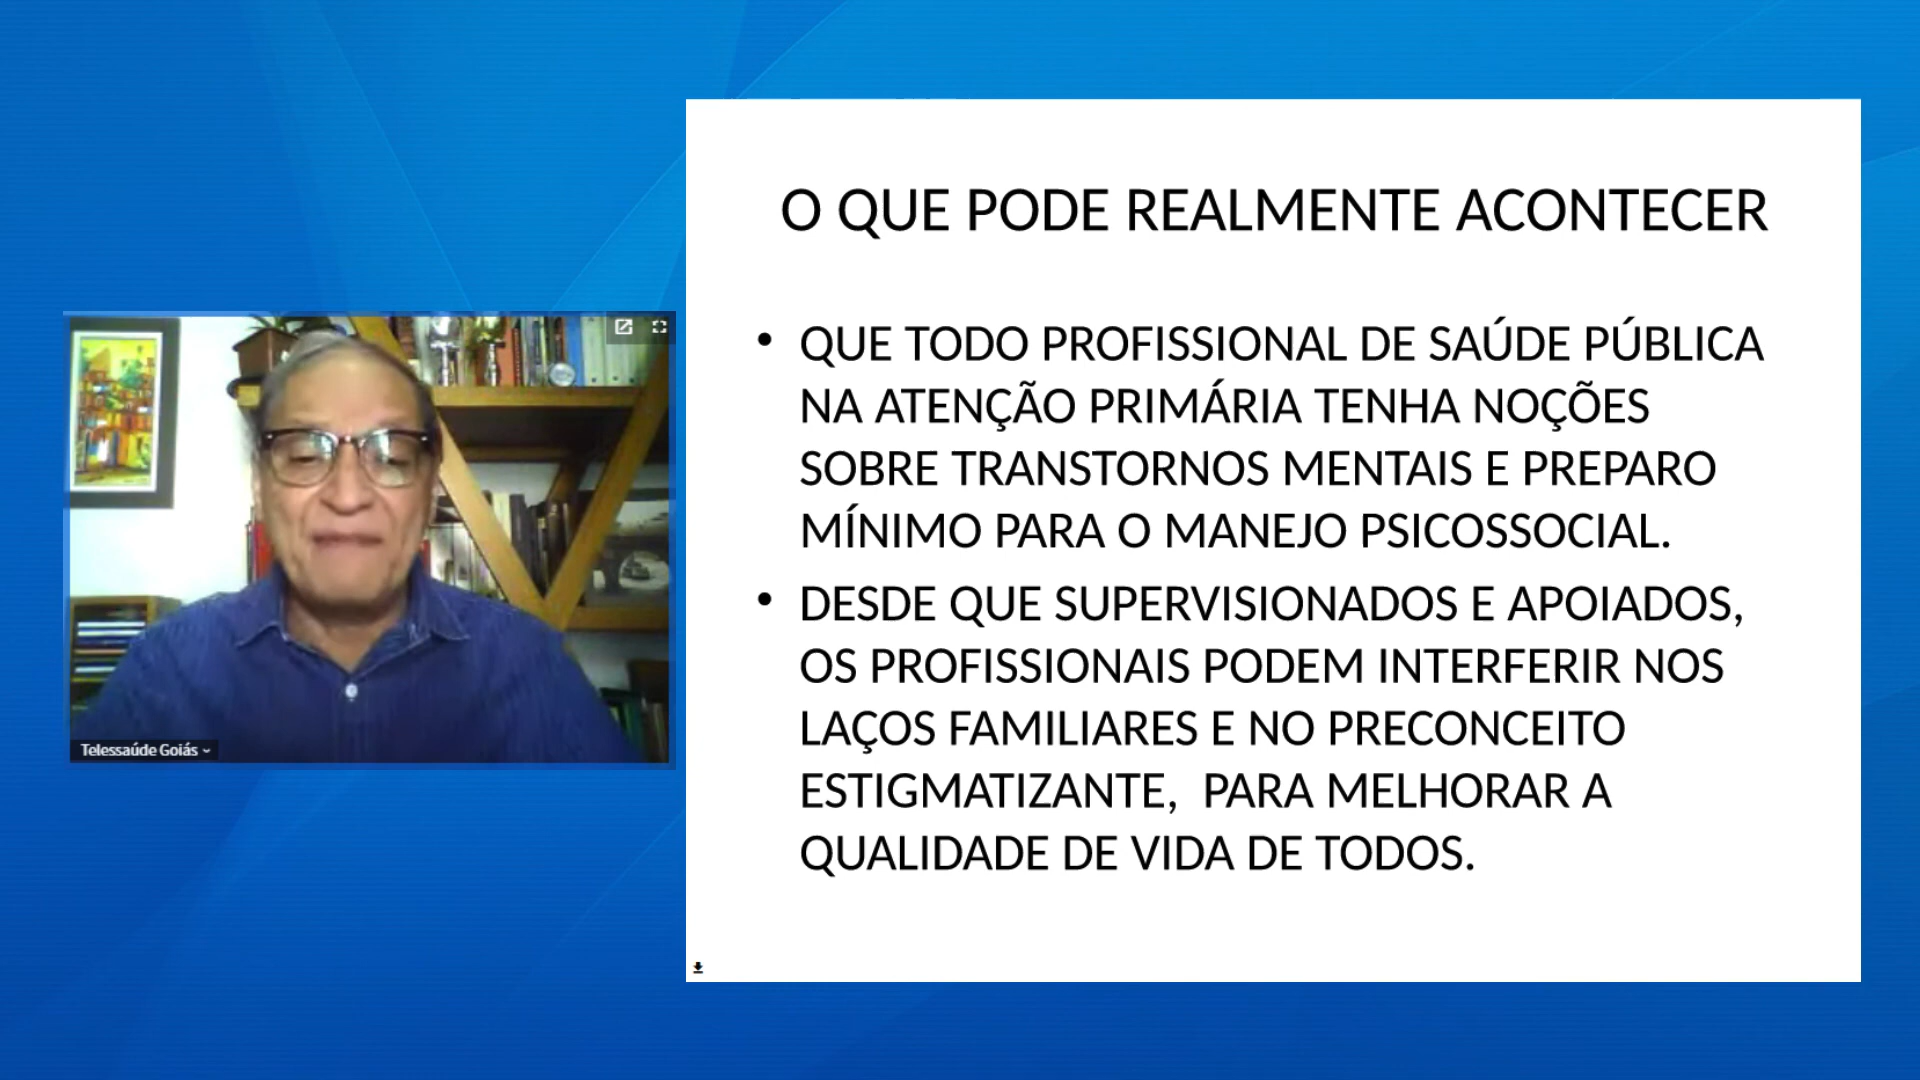 O QUE PODE REALMENTE ACONTECER
• QUE TODO PROFISSIONAL DE SAÚDE PÚBLICA
NA ATENÇÃO PRIMÁRIA TENHA NOÇÕES
SOBRE TRANSTORNOS MENTAIS E PREPARO
MÍNIMO PARA O MANEJO PSICOSSOCIAL.
• DESDE QUE SUPERVISIONADOS E APOIADOS,
OS PROFISSIONAIS PODEM INTERFERIR NOS
LAÇOS FAMILIARES E NO PRECONCEITO
ESTIGMATIZANTE,  PARA MELHORAR A
QUALIDADE DE VIDA DE TODOS.
Telessaúde Goiás